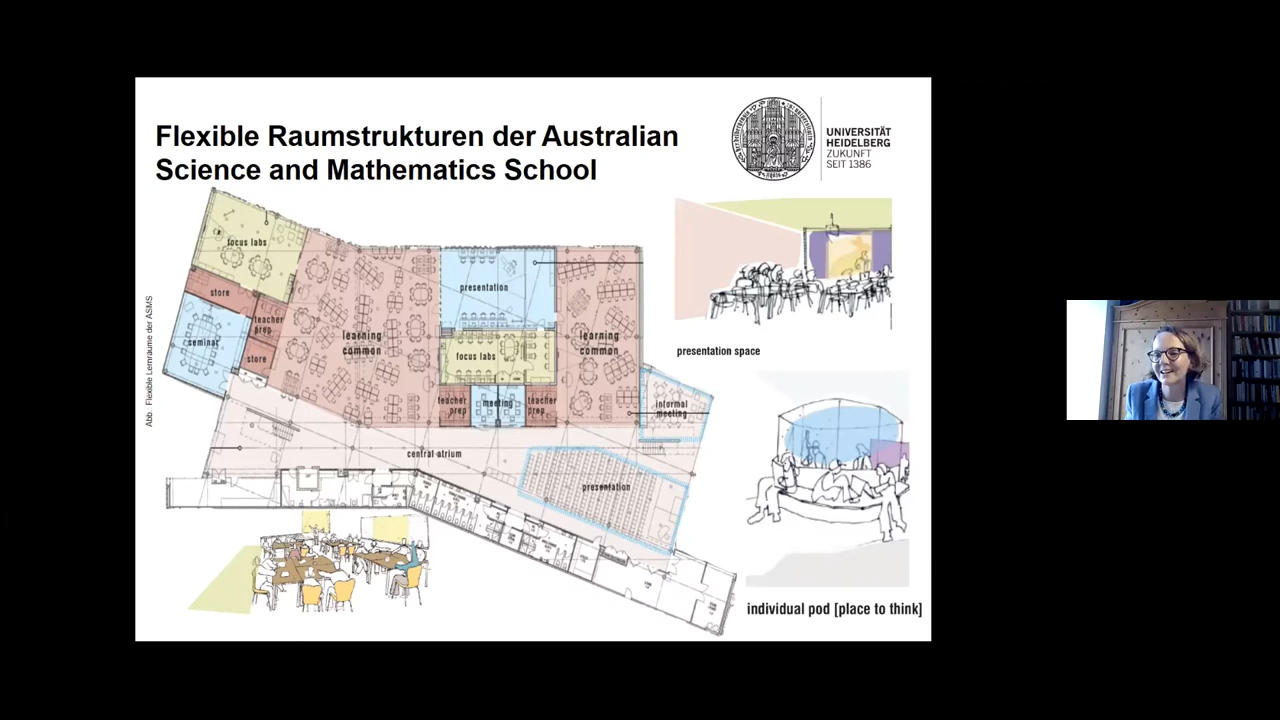 Flexible Raumstrukturen der Australian
Science and Mathematics School
UNIVERSITÄT
HEIDELBERG
ZUKUNFT
SEIT 1386
Abb. Flexible Lernräume der ASMS
focus labs
store
teacher
prep
seminar
store
learning
common
presentation
focus labs
teacher
prep
meeting
teacher
prep
learning
common
informal
meeting
central atrium
presentation
presentation space
individual pod [place to think]